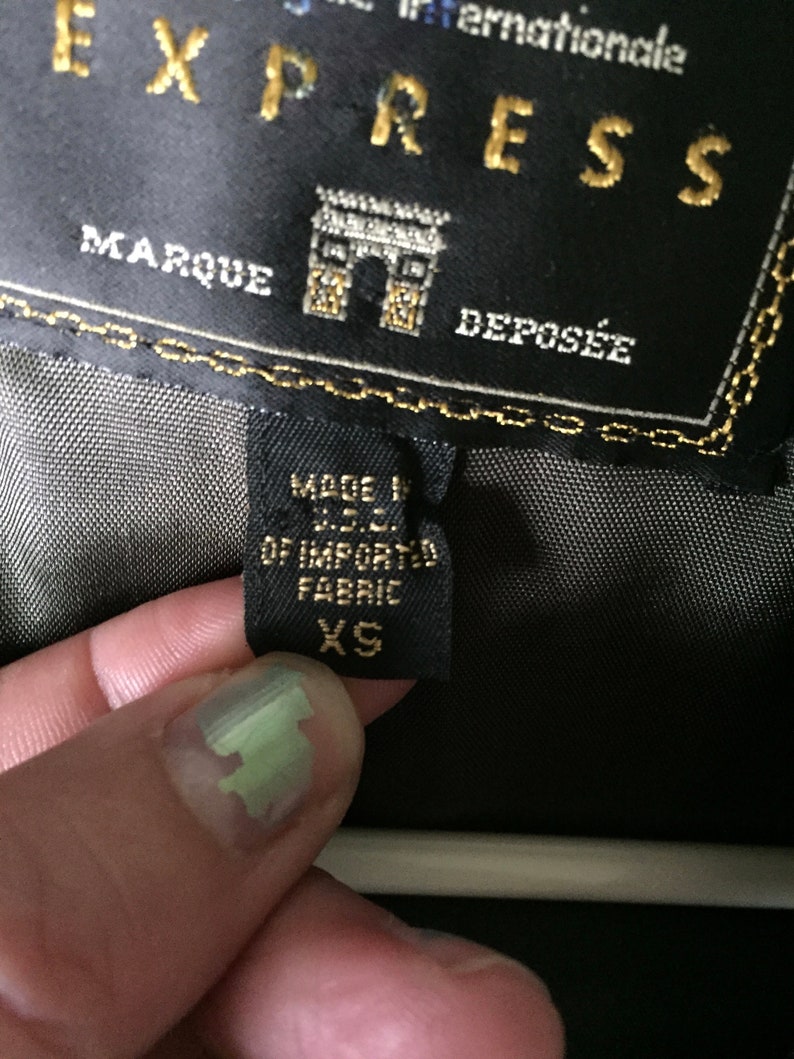 Internationale
EXPRESS
MARQUE DEPOSÉE
MADE IN
U.S.A.
OF IMPORTED
FABRIC
XS